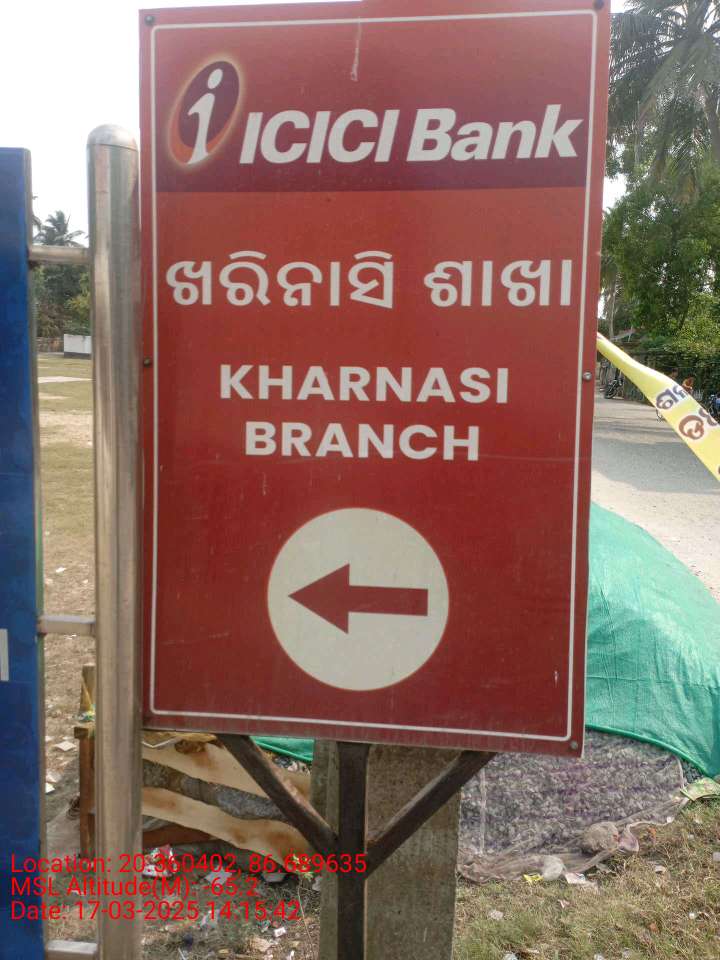 i ICICI Bank
ଖରିନାସି ଶାଖା
KHARNASI
BRANCH
Location: 20.360402, 86.689635
MSL Altitude(M): -65.2
Date: 17-03-2025 14:15:42